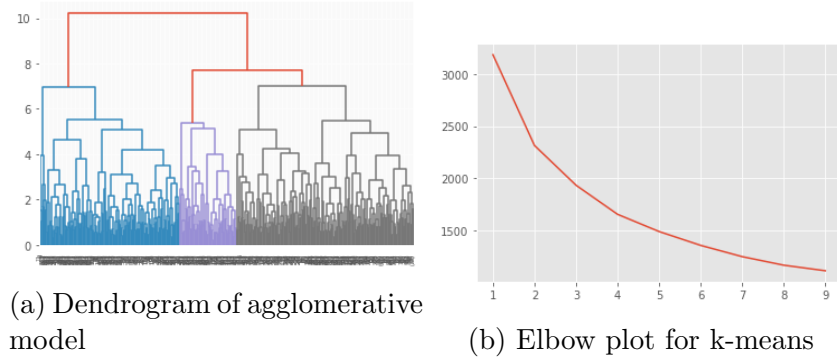 10
8
6
4
2
0
3000
2500
2000
1500
1 2 3 4 5 6 7 8 9
(a) Dendrogram of agglomerative
model
(b) Elbow plot for k-means